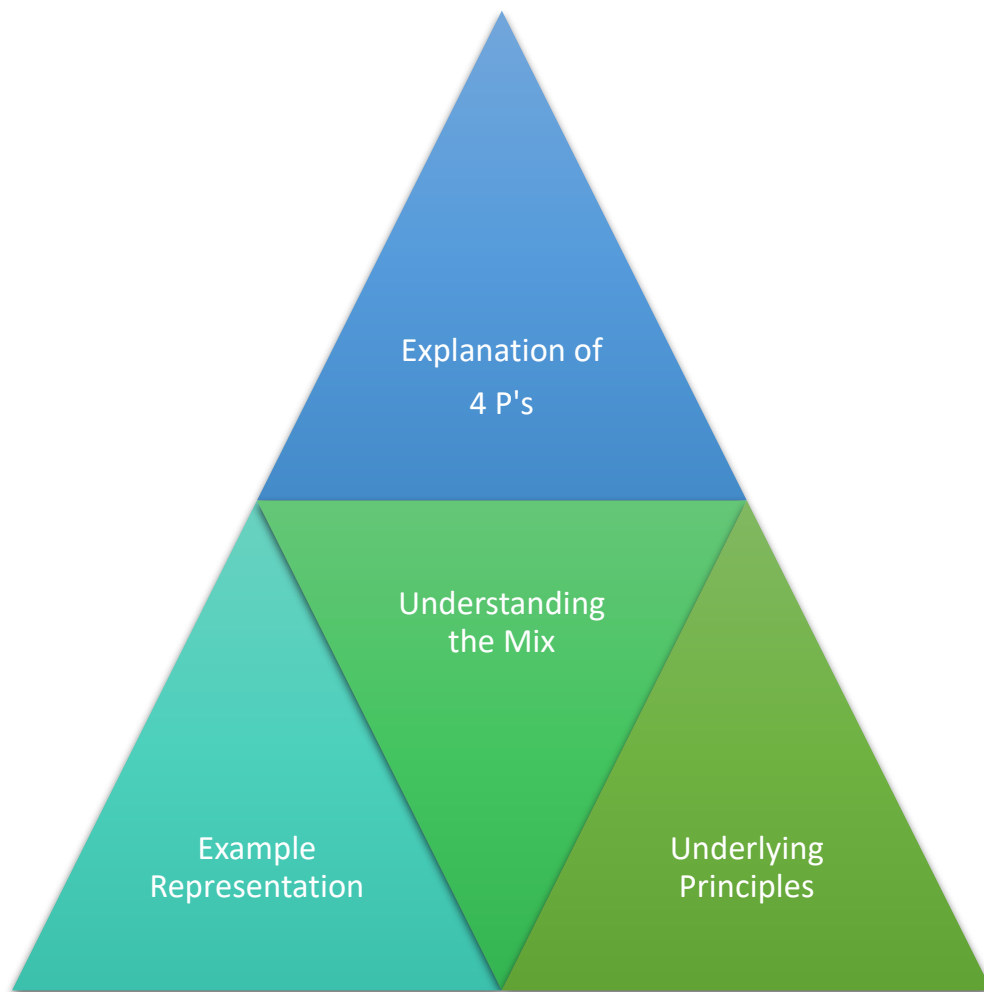 Explanation of
4 P's
Understanding
the Mix
Example
Representation
Underlying
Principles